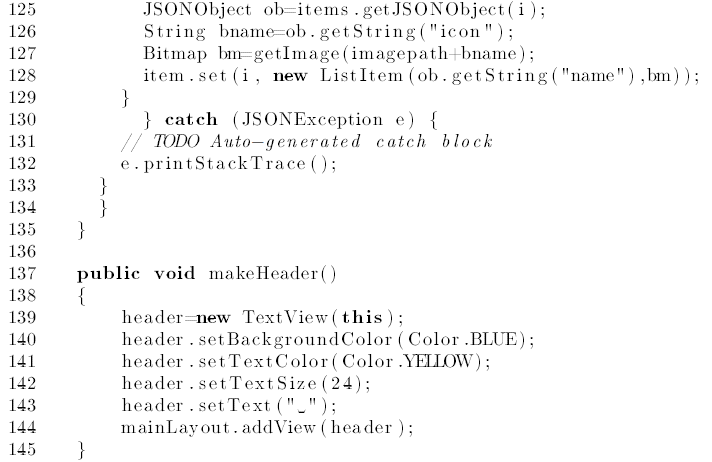 125 JSONObject ob=items.getJSONObject(i);
126 String bname=ob.getString("icon");
127 Bitmap bm=getImage(imagepath+bname);
128 item.set(i, new ListItem(ob.getString("name"),bm));
129 }
130 } catch (JSONException e) {
131 // TODO Auto-generated catch block
132 e.printStackTrace();
133 }
134 }
135 }
136
137 public void makeHeader()
138 {
139 header=new TextView(this);
140 header.setBackgroundColor(Color.BLUE);
141 header.setTextColor(Color.YELLOW);
142 header.setTextSize(24);
143 header.setText("␣");
144 mainLayout.addView(header);
145 }